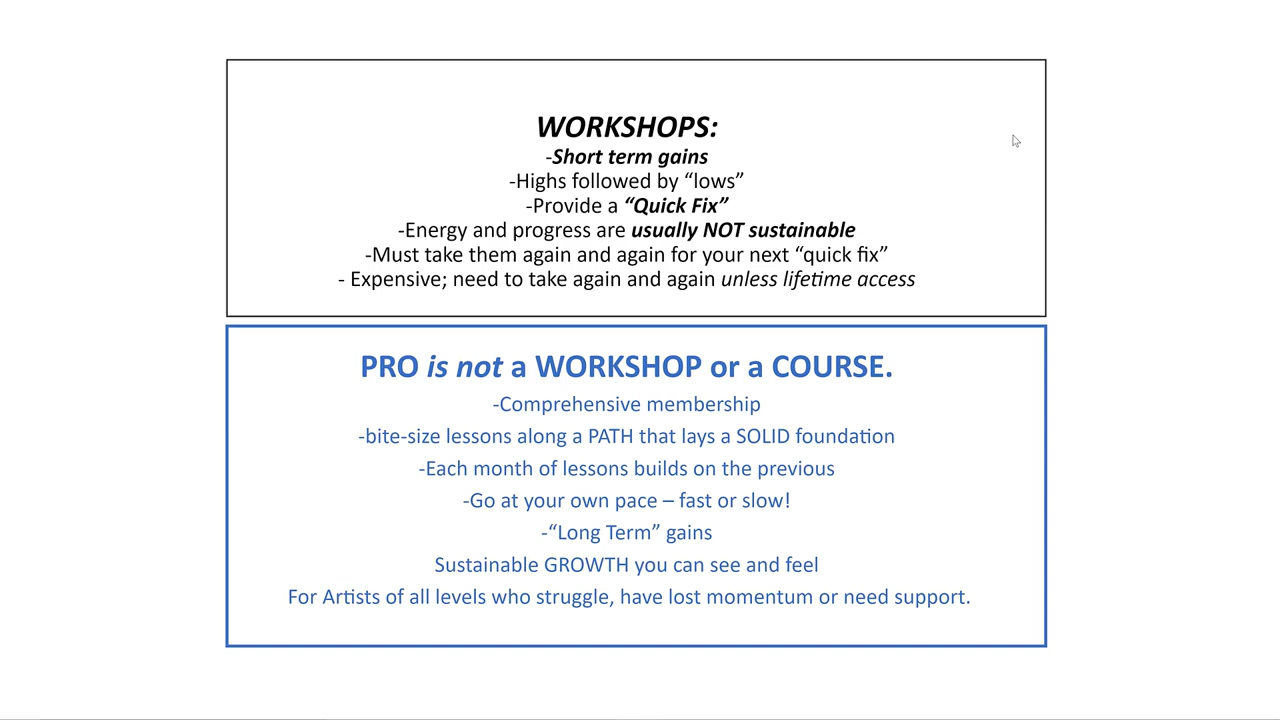 WORKSHOPS:
-Short term gains
-Highs followed by “lows”
-Provide a “Quick Fix”
-Energy and progress are usually NOT sustainable
-Must take them again and again for your next “quick fix”
- Expensive; need to take again and again unless lifetime access
PRO is not a WORKSHOP or a COURSE.
-Comprehensive membership
-bite-size lessons along a PATH that lays a SOLID foundation
-Each month of lessons builds on the previous
-Go at your own pace – fast or slow!
-“Long Term” gains
Sustainable GROWTH you can see and feel
For Artists of all levels who struggle, have lost momentum or need support.